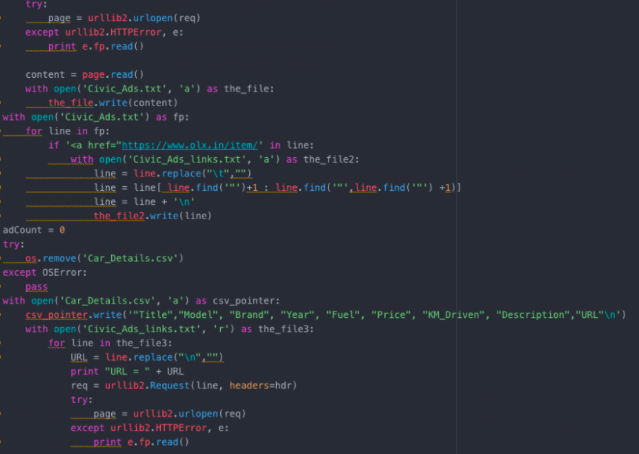 try:
        page = urllib2.urlopen(req)
    except urllib2.HTTPError, e:
        print e.fp.read()

    content = page.read()
    with open('Civic_Ads.txt', 'a') as the_file:
        the_file.write(content)
with open('Civic_Ads.txt') as fp:
    for line in fp:
        if '<a href="https://www.olx.in/item/' in line:
            with open('Civic_Ads_links.txt', 'a') as the_file2:
                line = line.replace("\t","")
                line = line[ line.find('"')+1 : line.find('"',line.find('"') +1)]
                line = line + '\n'
                the_file2.write(line)
adCount = 0
try:
    os.remove('Car_Details.csv')
except OSError:
    pass
with open('Car_Details.csv', 'a') as csv_pointer:
    csv_pointer.write('"Title","Model", "Brand", "Year", "Fuel", "Price", "KM_Driven", "Description","URL"\n')
    with open('Civic_Ads_links.txt', 'r') as the_file3:
        for line in the_file3:
            URL = line.replace("\n","")
            print "URL = " + URL
            req = urllib2.Request(line, headers=hdr)
            try:
                page = urllib2.urlopen(req)
            except urllib2.HTTPError, e:
                print e.fp.read()